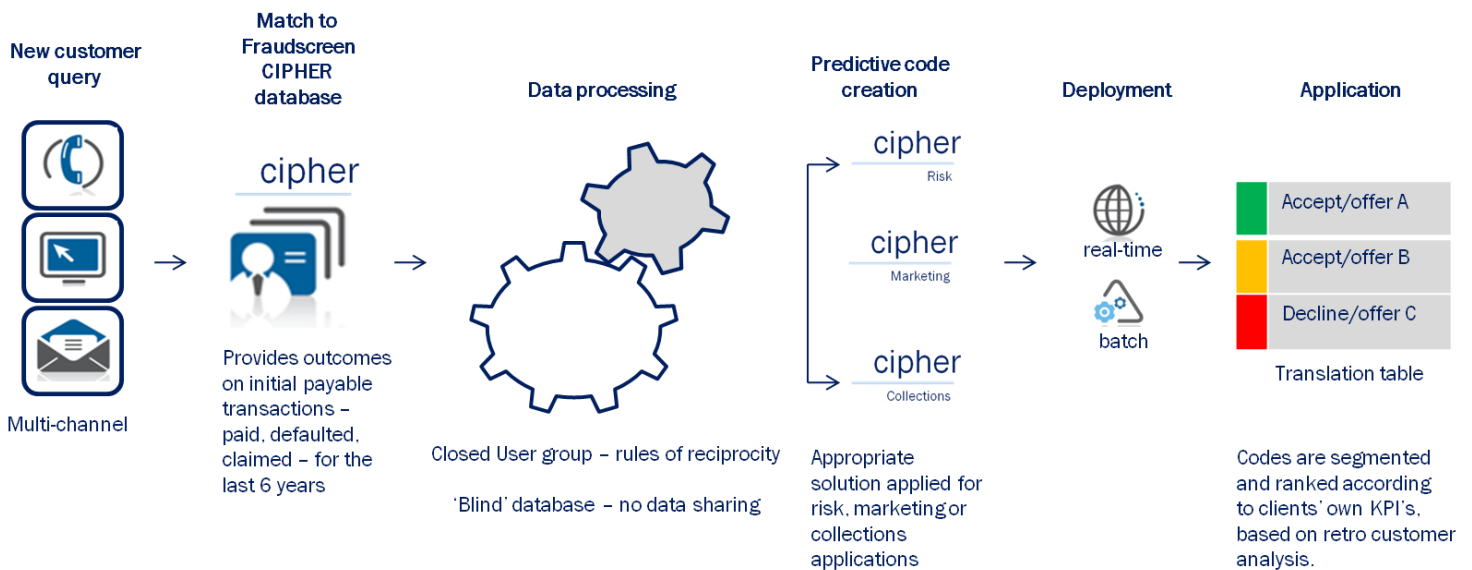 New customer
query
Multi-channel
Match to
Fraudscreen
CIPHER
database
cipher
Provides outcomes
on initial payable
transactions –
paid, defaulted,
claimed – for the
last 6 years
Data processing
Closed User group – rules of reciprocity
'Blind' database – no data sharing
Predictive code
creation
cipher
Risk
cipher
Marketing
cipher
Collections
Appropriate
solution applied for
risk, marketing or
collections
applications
Deployment
real-time
batch
Application
Accept/offer A
Accept/offer B
Decline/offer C
Translation table
Codes are segmented
and ranked according
to clients' own KPI's,
based on retro customer
analysis.